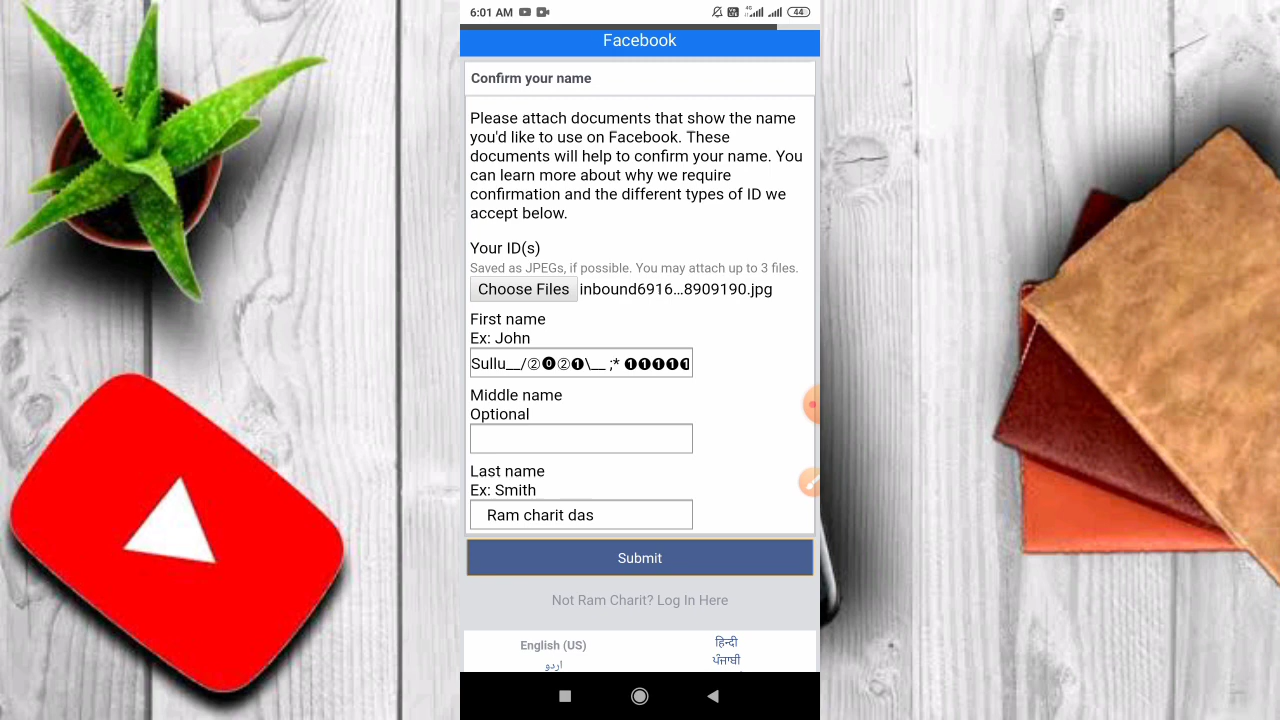 6:01 AM
44
Facebook
Confirm your name
Please attach documents that show the name
you'd like to use on Facebook. These
documents will help to confirm your name. You
can learn more about why we require
confirmation and the different types of ID we
accept below.
Your ID(s)
Saved as JPEGs, if possible. You may attach up to 3 files.
Choose Files inbound6916...8909190.jpg
First name
Ex: John
Sullu__/②⓿②❶\__ ;* ❶❶❶❶❶
Middle name
Optional
Last name
Ex: Smith
Ram charit das
Submit
Not Ram Charit? Log In Here
English (US) हिन्दी
اردو ਪੰਜਾਬੀ